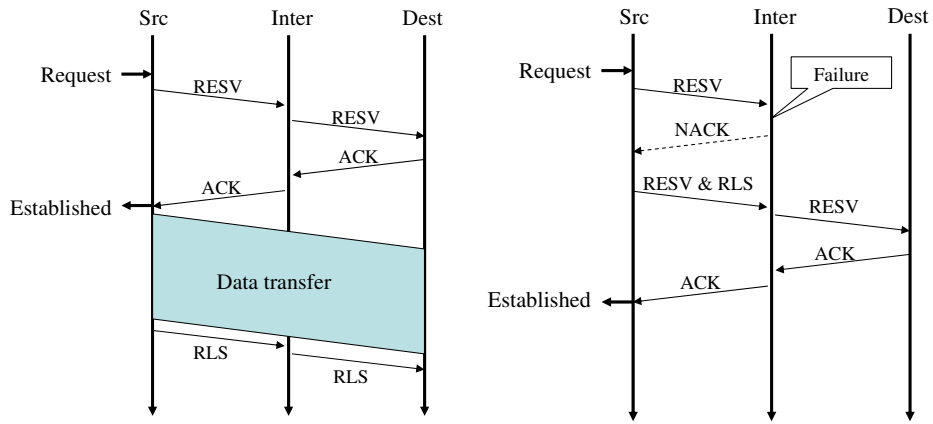 Src Inter Dest
Request
RESV
RESV
ACK
ACK
Established
Data transfer
RLS
RLS
Src Inter Dest
Request
Failure
RESV
NACK
RESV & RLS
RESV
ACK
ACK
Established